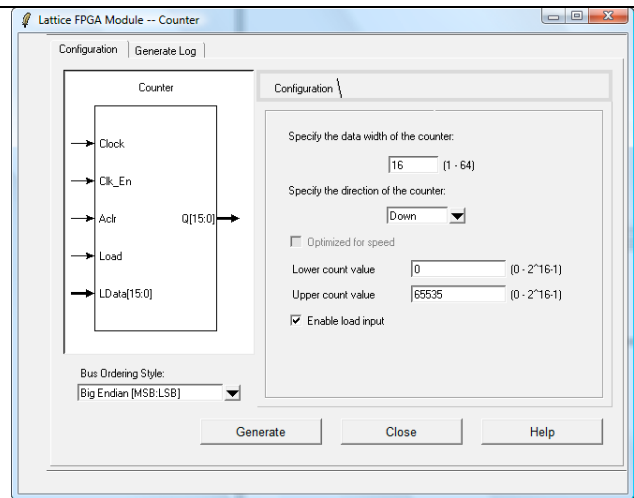 Lattice FPGA Module -- Counter
Configuration
Generate Log
Counter
Clock
Clk_En
Aclr
Q[15:0]
Load
LData[15:0]
Bus Ordering Style:
Big Endian [MSB:LSB]
Configuration
Specify the data width of the counter:
16 (1 - 64)
Specify the direction of the counter:
Down
Optimized for speed
Lower count value 0 (0 - 2^16-1)
Upper count value 65535 (0 - 2^16-1)
Enable load input
Generate
Close
Help